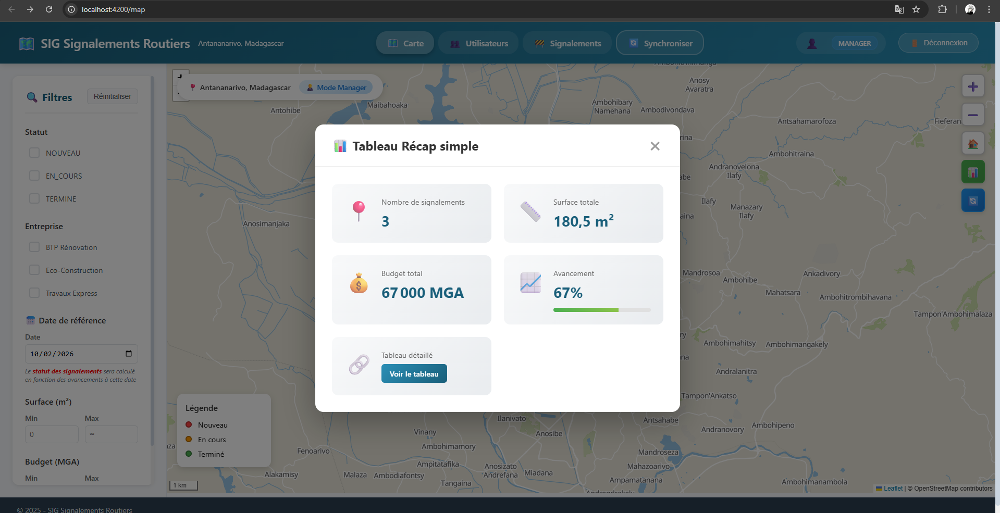 localhost:4200/map
SIG Signalements Routiers
Antananarivo, Madagascar
Carte
Utilisateurs
Signalements
Synchroniser
MANAGER
Déconnexion
Filtres
Réinitialiser
Statut
NOUVEAU
EN_COURS
TERMINE
Entreprise
BTP Rénovation
Eco-Construction
Travaux Express
Date de référence
Date
10/02/2026
Le statut des signalements sera calculé
en fonction des avancements à cette date
Surface (m²)
Min
Max
0
∞
Budget (MGA)
Min
Max
Antananarivo, Madagascar
Mode Manager
Antohibe
Maibahoaka
Anosy
Avaratra
Ambohibary
Namehana
Ambodivondava
Antsahamarofoza
Fieferan
Ambohitraina
Andranovelona
Ilafy
Ilafy
Manazary
Ilafy
Anosimanjaka
Mandrosoa
Ambohibe
Ankadivory
Mahatsara
Ambohitrombihavana
Tampon'Ambohimalaza
Ambohimahitsy
Ambohimangakely
Andralanitra
Tampon'Ankatso
Tableau Récap simple
Nombre de signalements
3
Surface totale
180,5 m²
Budget total
67 000 MGA
Avancement
67%
Tableau détaillé
Voir le tableau
Légende
Nouveau
En cours
Terminé
Ilanivato
Antsahabe
Vinany
Anosibe
Andranovory
Ambohipeno
Ambohimamory
Fenoarivo
Mandroseza
Ampitatafika
Anosizato
Andrefana
Mahazoarivo
Alakamisy
Malaza
Ambodiafontsy
Miadana
Ampamatanana
Tangaina
Ambohimanambola
Androndrakely
1 km
Leaflet | © OpenStreetMap contributors
© 2025 - SIG Signalements Routiers